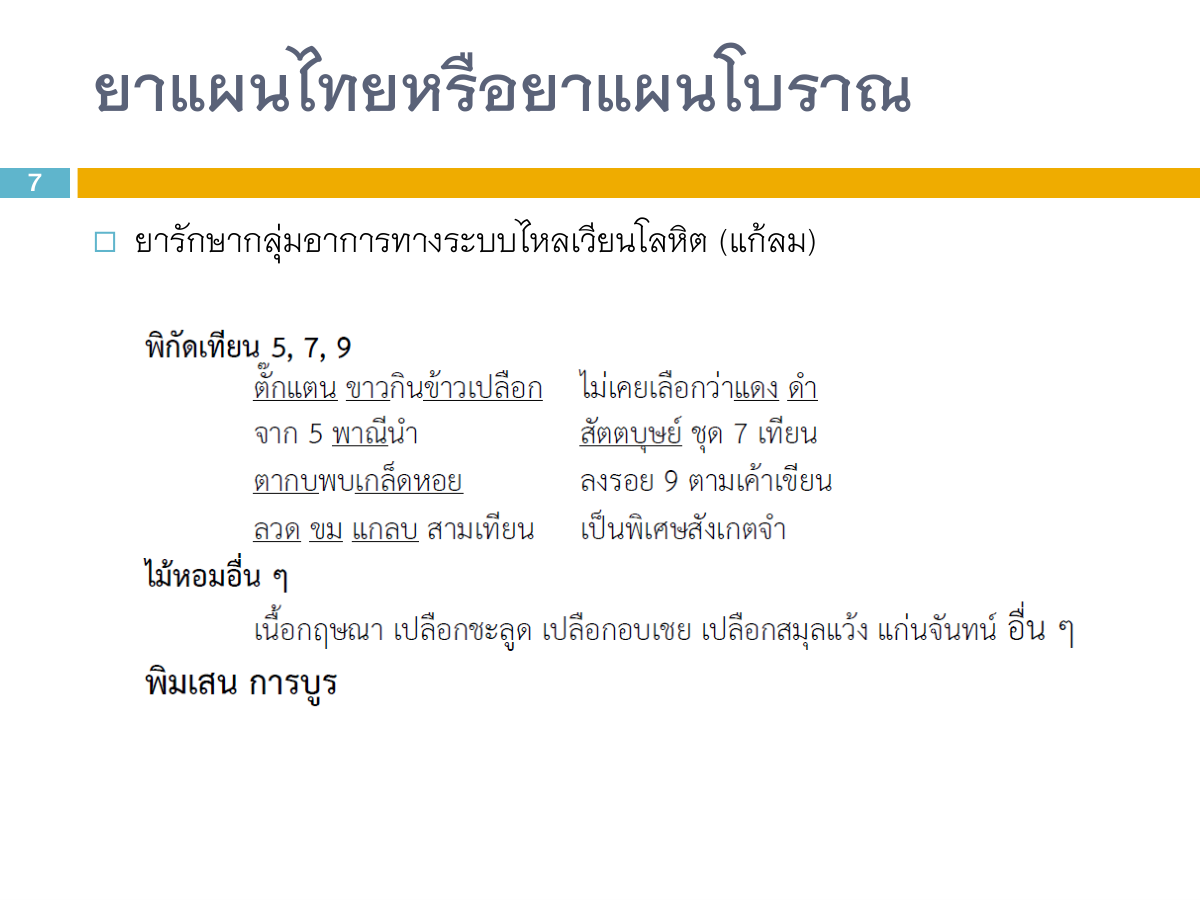 ยาแผนไทยหรือยาแผนโบราณ
7
ยารักษากลุ่มอาการทางระบบไหลเวียนโลหิต (แก้ลม)
พิกัดเทียน 5, 7, 9
ตั๊กแตน ขาวกินข้าวเปลือก ไม่เคยเลือกว่าแดง ดำ
จาก 5 พาณีนำ สัตตบุษย์ ชุด 7 เทียน
ตากบพบเกล็ดหอย ลงรอย 9 ตามเค้าเขียน
ลวด ขม แกลบ สามเทียน เป็นพิเศษสังเกตจำ
ไม้หอมอื่น ๆ
เนื้อกฤษณา เปลือกชะลูด เปลือกอบเชย เปลือกสมุลแว้ง แก่นจันทน์ อื่น ๆ
พิมเสน การบูร